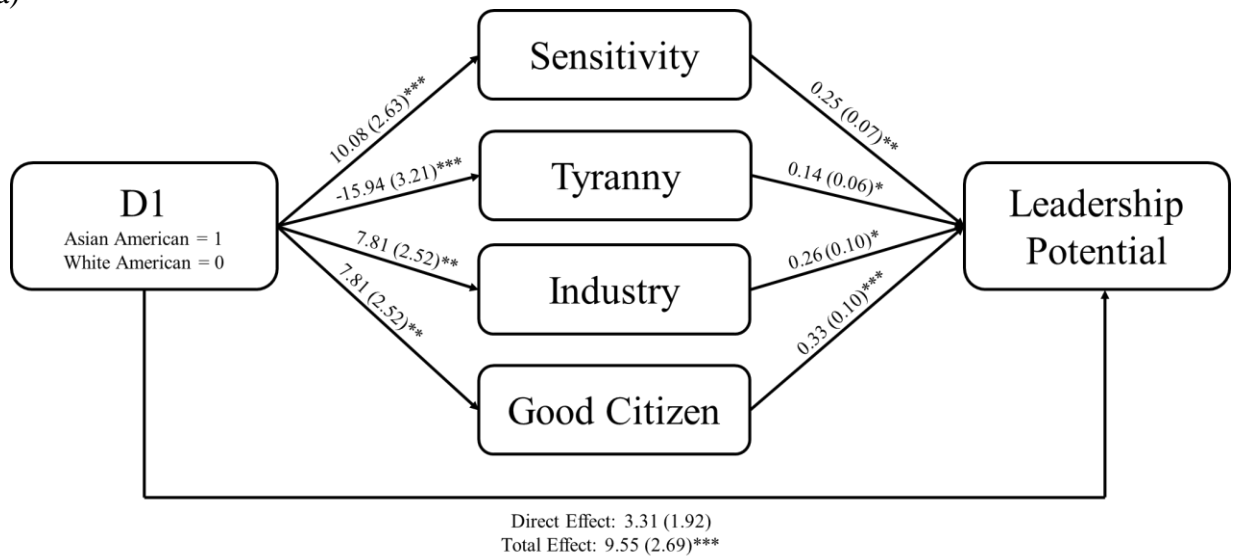 a)
Sensitivity
10.08 (2.63)***
0.25 (0.07)**
D1
Asian American = 1
White American = 0
-15.94 (3.21)***
Tyranny
0.14 (0.06)*
Leadership
Potential
7.81 (2.52)**
Industry
0.26 (0.10)*
7.81 (2.52)**
Good Citizen
0.33 (0.10)***
Direct Effect: 3.31 (1.92)
Total Effect: 9.55 (2.69)***